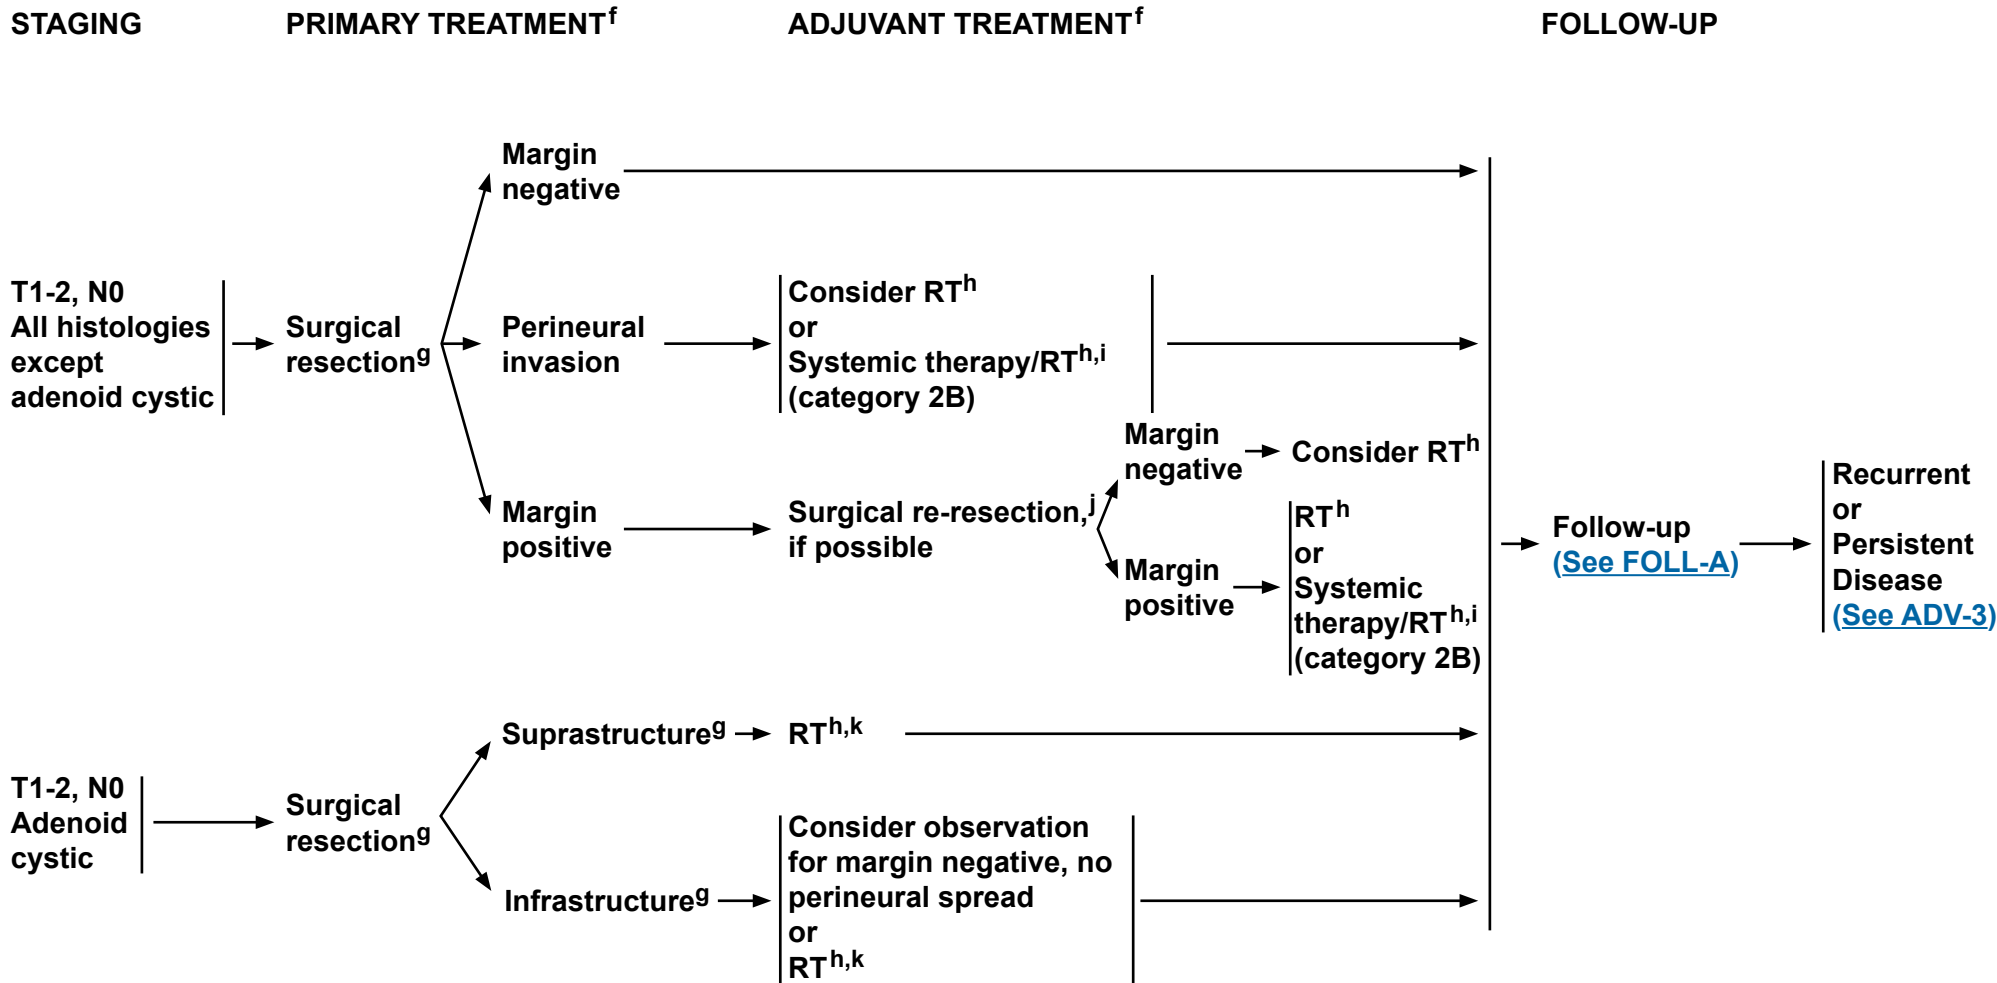 STAGING
PRIMARY TREATMENTf
ADJUVANT TREATMENTf
FOLLOW-UP
T1-2, N0
All histologies
except
adenoid cystic
Surgical
resectiong
Margin
negative
Perineural
invasion
Consider RTh
or
Systemic therapy/RTh,i
(category 2B)
Margin
positive
Surgical re-resection,j
if possible
Margin
negative
Consider RTh
Margin
positive
RTh
or
Systemic
therapy/RTh,i
(category 2B)
T1-2, N0
Adenoid
cystic
Surgical
resectiong
Suprastructureg
RTh,k
Infrastructureg
Consider observation
for margin negative, no
perineural spread
or
RTh,k
Follow-up
(See FOLL-A)
Recurrent
or
Persistent
Disease
(See ADV-3)